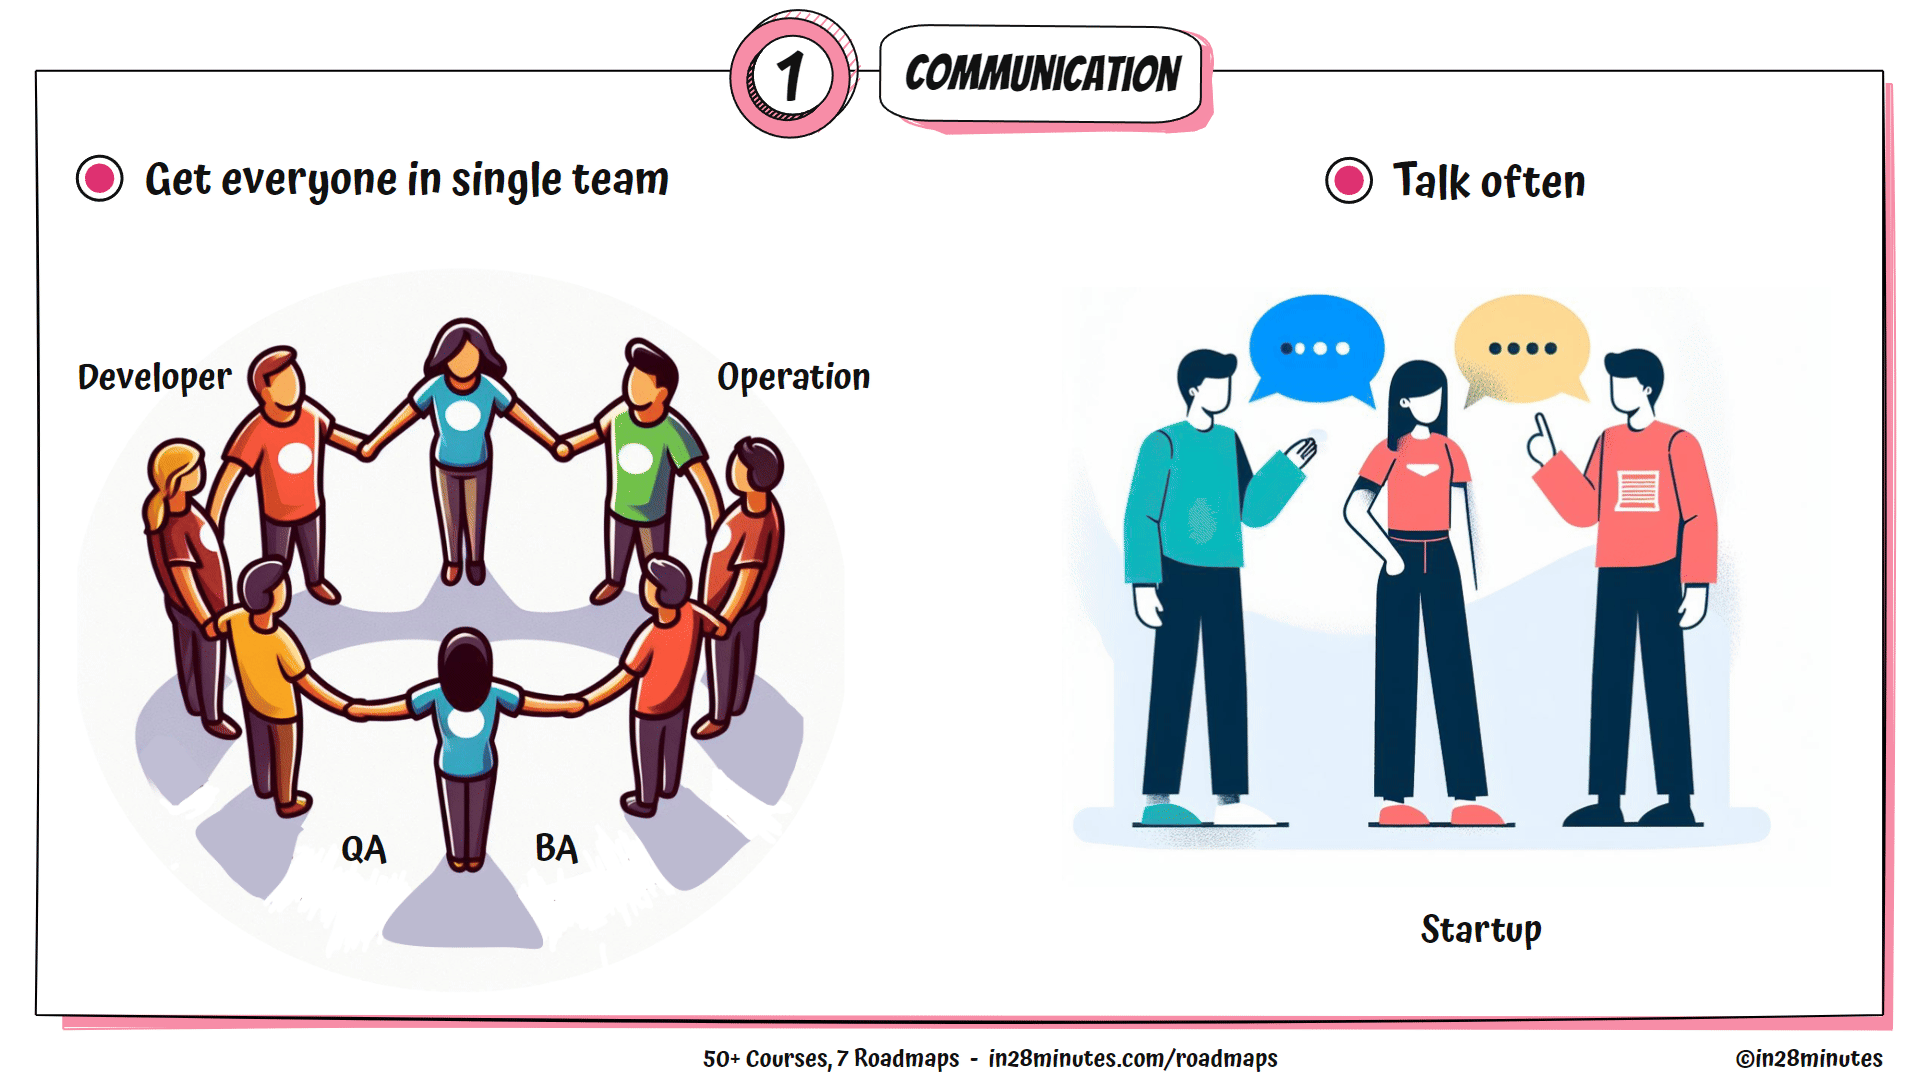 1
COMMUNICATION
Get everyone in single team
Talk often
Developer
Operation
QA
BA
Startup
50+ Courses, 7 Roadmaps - in28minutes.com/roadmaps
©in28minutes